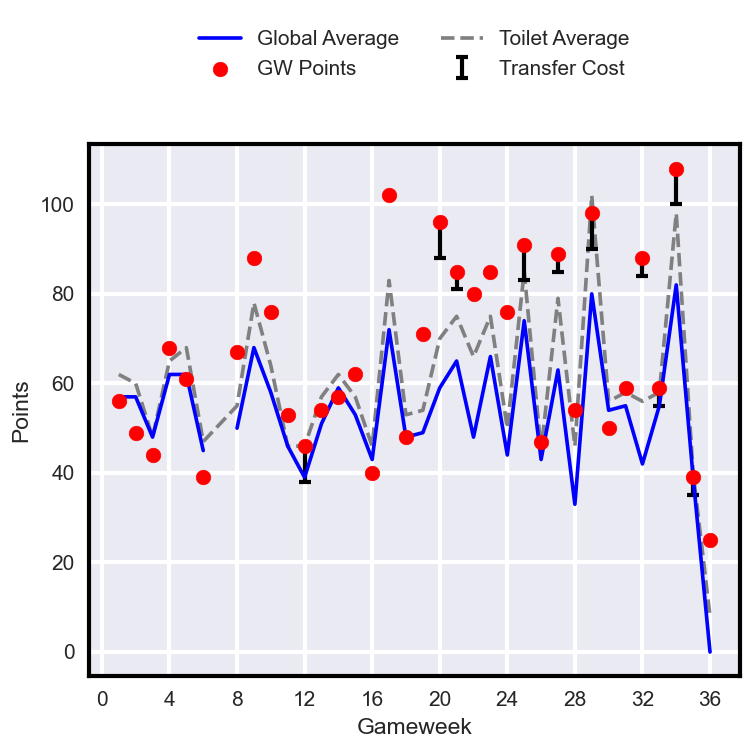 Global Average
Toilet Average
GW Points
Transfer Cost
100
80
60
40
20
0
Points
0 4 8 12 16 20 24 28 32 36
Gameweek